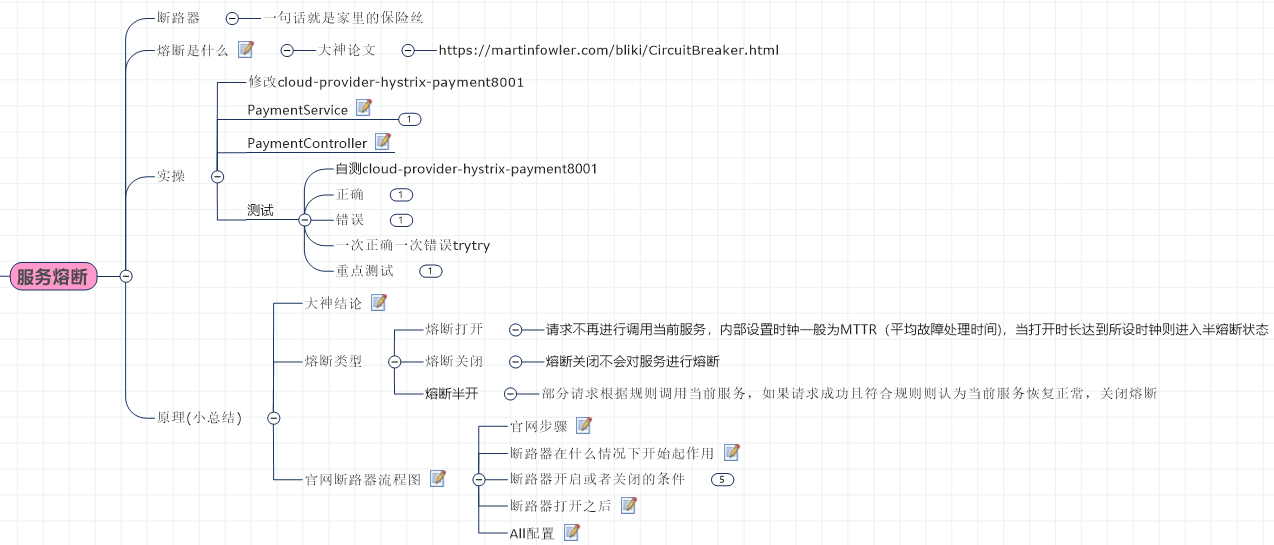 断路器
一句话就是家里的保险丝
熔断是什么
大神论文
https://martinfowler.com/bliki/CircuitBreaker.html
修改cloud-provider-hystrix-payment8001
PaymentService
1
PaymentController
实操
自测cloud-provider-hystrix-payment8001
正确
1
测试
错误
1
一次正确一次错误trytry
重点测试
1
服务熔断
大神结论
熔断打开
请求不再进行调用当前服务，内部设置时钟一般为MTTR（平均故障处理时间)，当打开时长达到所设时钟则进入半熔断状态
熔断类型
熔断关闭
熔断关闭不会对服务进行熔断
熔断半开
部分请求根据规则调用当前服务，如果请求成功且符合规则则认为当前服务恢复正常，关闭熔断
原理(小总结)
官网步骤
断路器在什么情况下开始起作用
官网断路器流程图
断路器开启或者关闭的条件
5
断路器打开之后
All配置